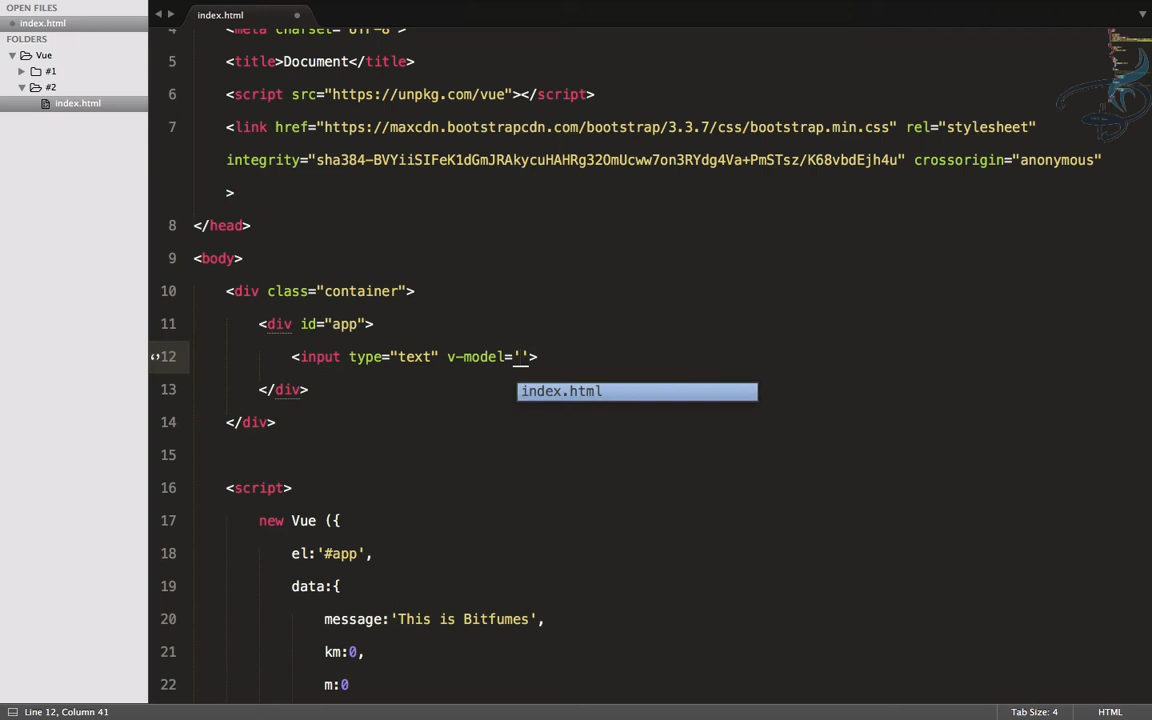 OPEN FILES
index.html
FOLDERS
Vue
#1
#2
index.html
index.html
4 <meta charset="UTF-8">
5 <title>Document</title>
6 <script src="https://unpkg.com/vue"></script>
7 <link href="https://maxcdn.bootstrapcdn.com/bootstrap/3.3.7/css/bootstrap.min.css" rel="stylesheet"
integrity="sha384-BVYiiSIFeK1dGmJRAkycuHAHRg32OmUcww7on3RYdg4Va+PmSTsz/K68vbdEjh4u" crossorigin="anonymous"
>
8 </head>
9 <body>
10 <div class="container">
11 <div id="app">
12 <input type="text" v-model=''>
index.html
13 </div>
14 </div>
15
16 <script>
17 new Vue ({
18 el:'#app',
19 data:{
20 message:'This is Bitfumes',
21 km:0,
22 m:0
Line 12, Column 41
Tab Size: 4
HTML